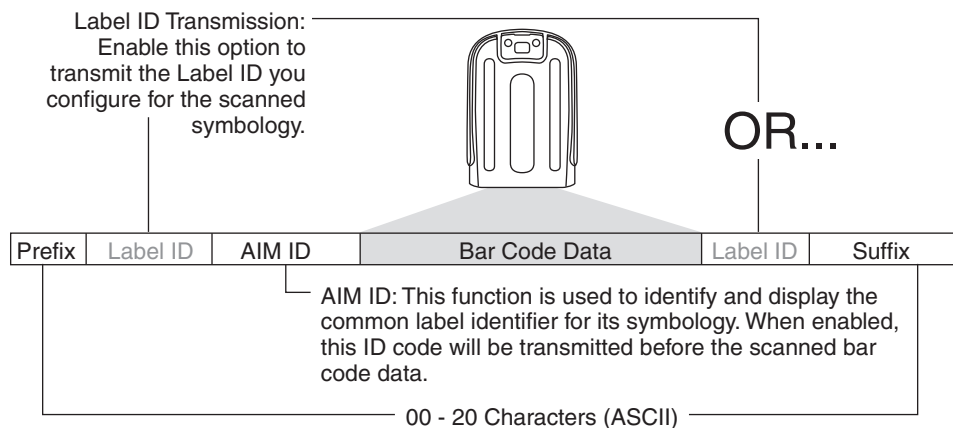 Label ID Transmission:
Enable this option to
transmit the Label ID you
configure for the scanned
symbology.
OR...
Prefix Label ID AIM ID Bar Code Data Label ID Suffix
AIM ID: This function is used to identify and display the
common label identifier for its symbology. When enabled,
this ID code will be transmitted before the scanned bar
code data.
00 - 20 Characters (ASCII)